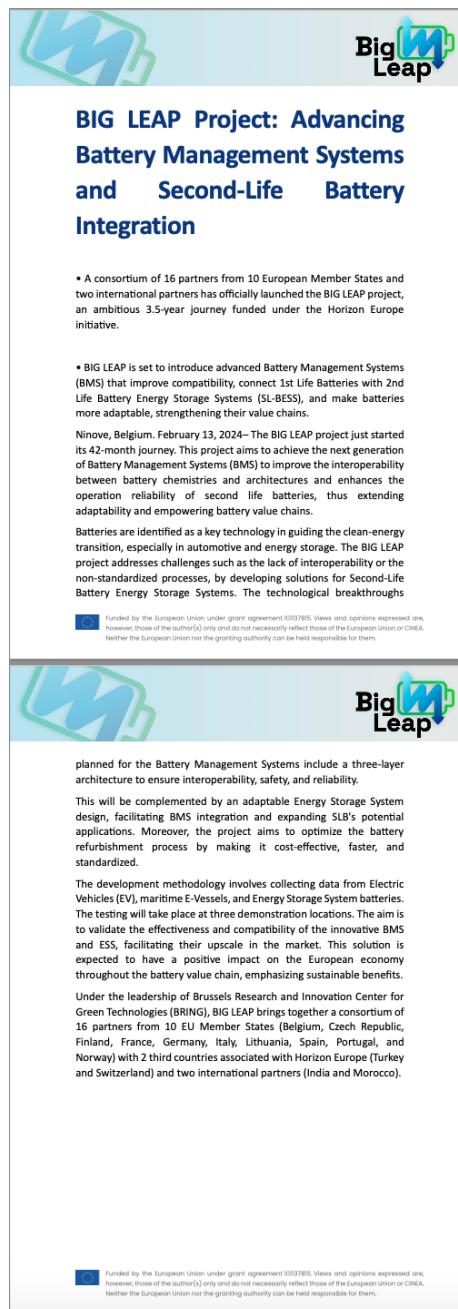 Big
Leap
BIG LEAP Project: Advancing
Battery Management Systems
and Second-Life Battery
Integration
• A consortium of 16 partners from 10 European Member States and
two international partners has officially launched the BIG LEAP project,
an ambitious 3.5-year journey funded under the Horizon Europe
initiative.
• BIG LEAP is set to introduce advanced Battery Management Systems
(BMS) that improve compatibility, connect 1st Life Batteries with 2nd
Life Battery Energy Storage Systems (SL-BESS), and make batteries
more adaptable, strengthening their value chains.
Ninove, Belgium. February 13, 2024– The BIG LEAP project just started
its 42-month journey. This project aims to achieve the next generation
of Battery Management Systems (BMS) to improve the interoperability
between battery chemistries and architectures and enhances the
operation reliability of second life batteries, thus extending
adaptability and empowering battery value chains.
Batteries are identified as a key technology in guiding the clean-energy
transition, especially in automotive and energy storage. The BIG LEAP
project addresses challenges such as the lack of interoperability or the
non-standardized processes, by developing solutions for Second-Life
Battery Energy Storage Systems. The technological breakthroughs
Funded by the European Union under grant agreement 101137815. Views and opinions expressed are,
however, those of the author(s) only and do not necessarily reflect those of the European Union or CINEA.
Neither the European Union nor the granting authority can be held responsible for them.
Big
Leap
planned for the Battery Management Systems include a three-layer
architecture to ensure interoperability, safety, and reliability.
This will be complemented by an adaptable Energy Storage System
design, facilitating BMS integration and expanding SLB's potential
applications. Moreover, the project aims to optimize the battery
refurbishment process by making it cost-effective, faster, and
standardized.
The development methodology involves collecting data from Electric
Vehicles (EV), maritime E-Vessels, and Energy Storage System batteries.
The testing will take place at three demonstration locations. The aim is
to validate the effectiveness and compatibility of the innovative BMS
and ESS, facilitating their upscale in the market. This solution is
expected to have a positive impact on the European economy
throughout the battery value chain, emphasizing sustainable benefits.
Under the leadership of Brussels Research and Innovation Center for
Green Technologies (BRING), BIG LEAP brings together a consortium of
16 partners from 10 EU Member States (Belgium, Czech Republic,
Finland, France, Germany, Italy, Lithuania, Spain, Portugal, and
Norway) with 2 third countries associated with Horizon Europe (Turkey
and Switzerland) and two international partners (India and Morocco).
Funded by the European Union under grant agreement 101137815. Views and opinions expressed are,
however, those of the author(s) only and do not necessarily reflect those of the European Union or CINEA.
Neither the European Union nor the granting authority can be held responsible for them.